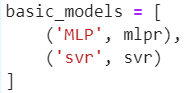 basic_models = [
    ('MLP', mlpr),
    ('svr', svr)
]